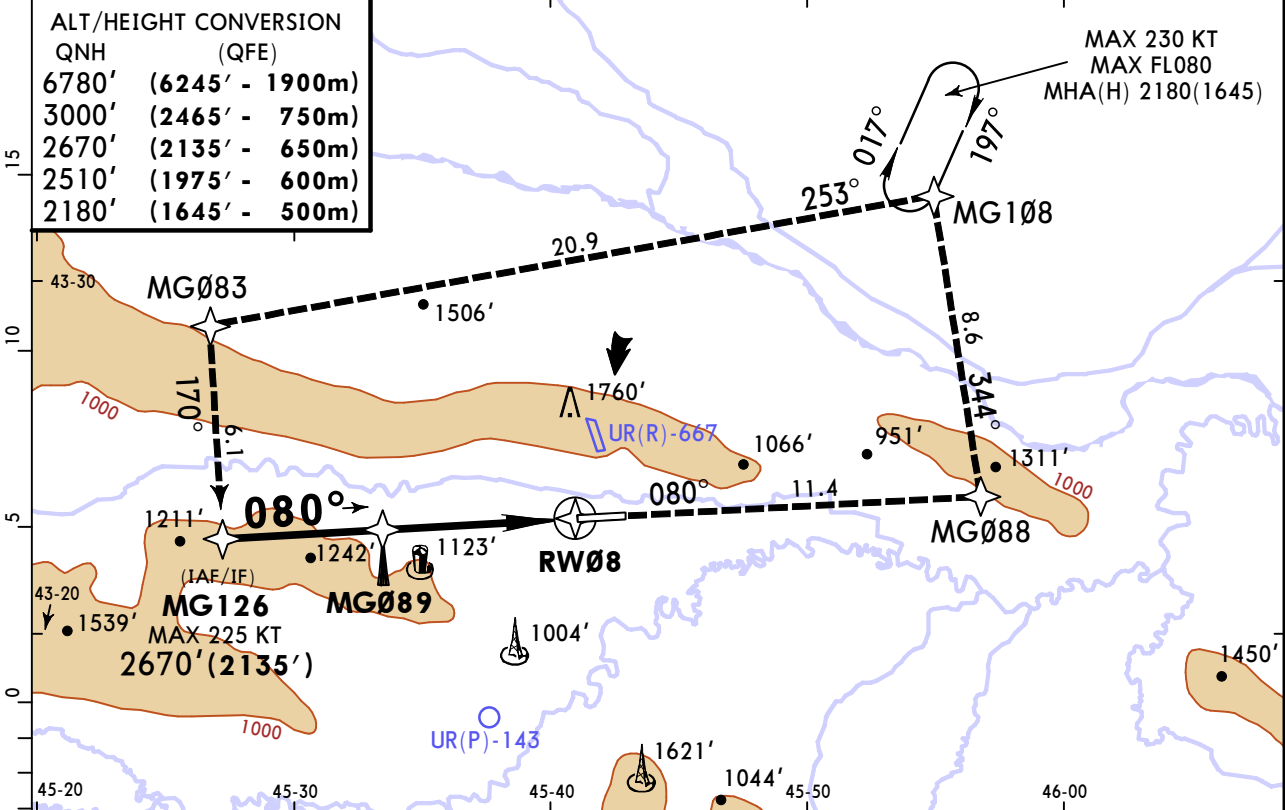 ALT/HEIGHT CONVERSION
QNH (QFE)
6780' (6245' - 1900m)
3000' (2465' - 750m)
2670' (2135' - 650m)
2510' (1975' - 600m)
2180' (1645' - 500m)
MAX 230 KT
MAX FL080
MHA(H) 2180(1645)
017°
197°
15
253°
MG108
20.9
43-30
MGØ83
1506'
10
8.6
344°
170°
6.1
1000
1760'
UR(R)-667
1066'
951'
1311'
1000
5
1211'
080°
080°
11.4
MGØ88
1242'
1123'
RWØ8
(IAF/IF)
MG126
MGØ89
MAX 225 KT
2670'(2135')
43-20
1539'
1004'
1450'
0
1000
UR(P)-143
1621'
1044'
45-20
45-30
45-40
45-50
46-00